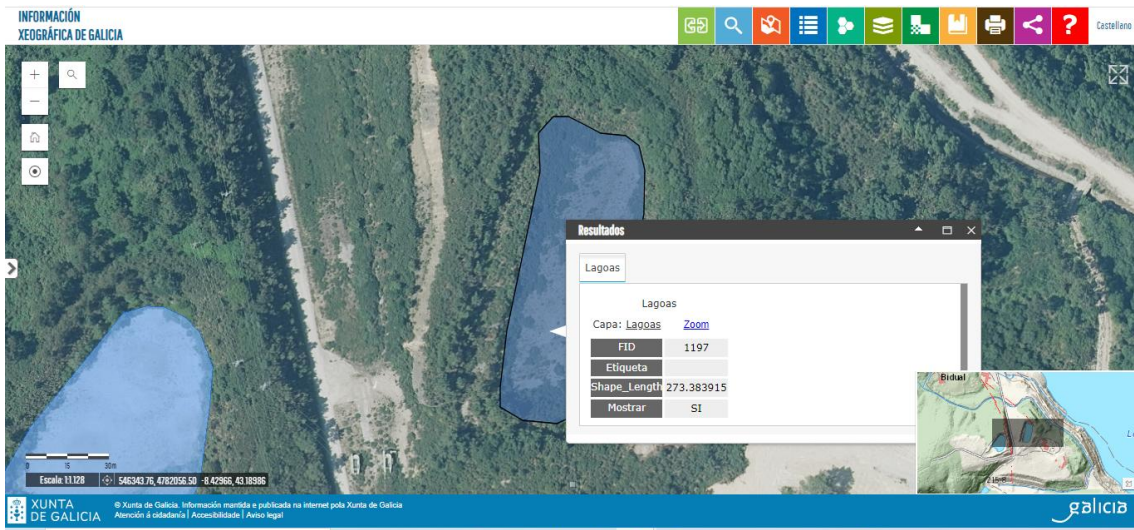 INFORMACIÓN
XEOGRÁFICA DE GALICIA
Castellano
Resultados
Lagoas
Lagoas
Capa: Lagoas Zoom
FID 1197
Etiqueta
Shape_Length 273.383915
Mostrar SI
Bidual
0 15 30m
Escala: 1:1.128 546343.76, 4782056.50 -8.42966, 43.18986
XUNTA
DE GALICIA
© Xunta de Galicia. Información mantida e publicada na internet pola Xunta de Galicia
Atención á cidadanía | Accesibilidade | Aviso legal
galicia